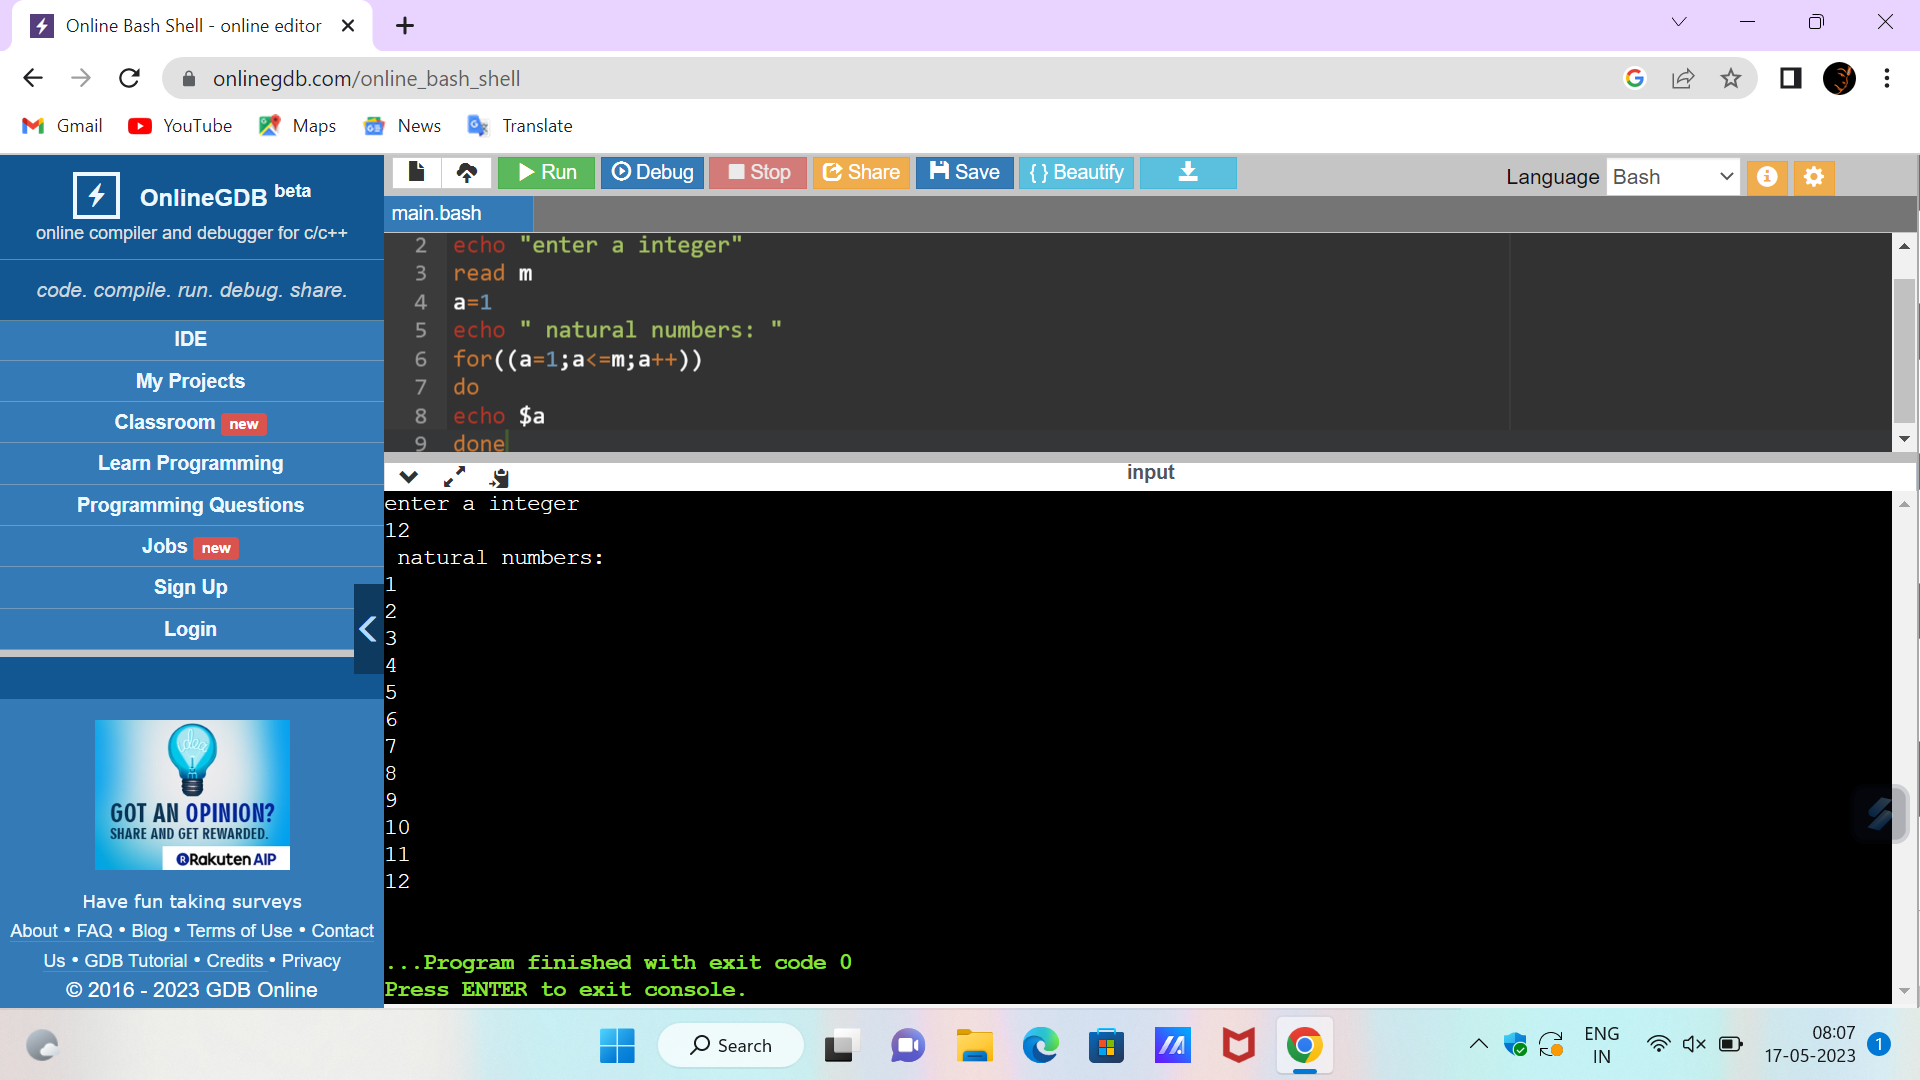 Online Bash Shell - online editor
onlinegdb.com/online_bash_shell
Gmail YouTube Maps News Translate
OnlineGDB beta
online compiler and debugger for c/c++
code. compile. run. debug. share.
IDE
My Projects
Classroom new
Learn Programming
Programming Questions
Jobs new
Sign Up
Login
idea
GOT AN OPINION?
SHARE AND GET REWARDED.
Rakuten AIP
Have fun taking surveys
About • FAQ • Blog • Terms of Use • Contact
Us • GDB Tutorial • Credits • Privacy
© 2016 - 2023 GDB Online
Run Debug Stop Share Save { } Beautify
Language Bash
main.bash
2 echo "enter a integer"
3 read m
4 a=1
5 echo " natural numbers: "
6 for((a=1;a<=m;a++))
7 do
8 echo $a
9 done
input
enter a integer
12
natural numbers:
1
2
3
4
5
6
7
8
9
10
11
12
...Program finished with exit code 0
Press ENTER to exit console.
Search
ENG
IN
08:07
17-05-2023
1